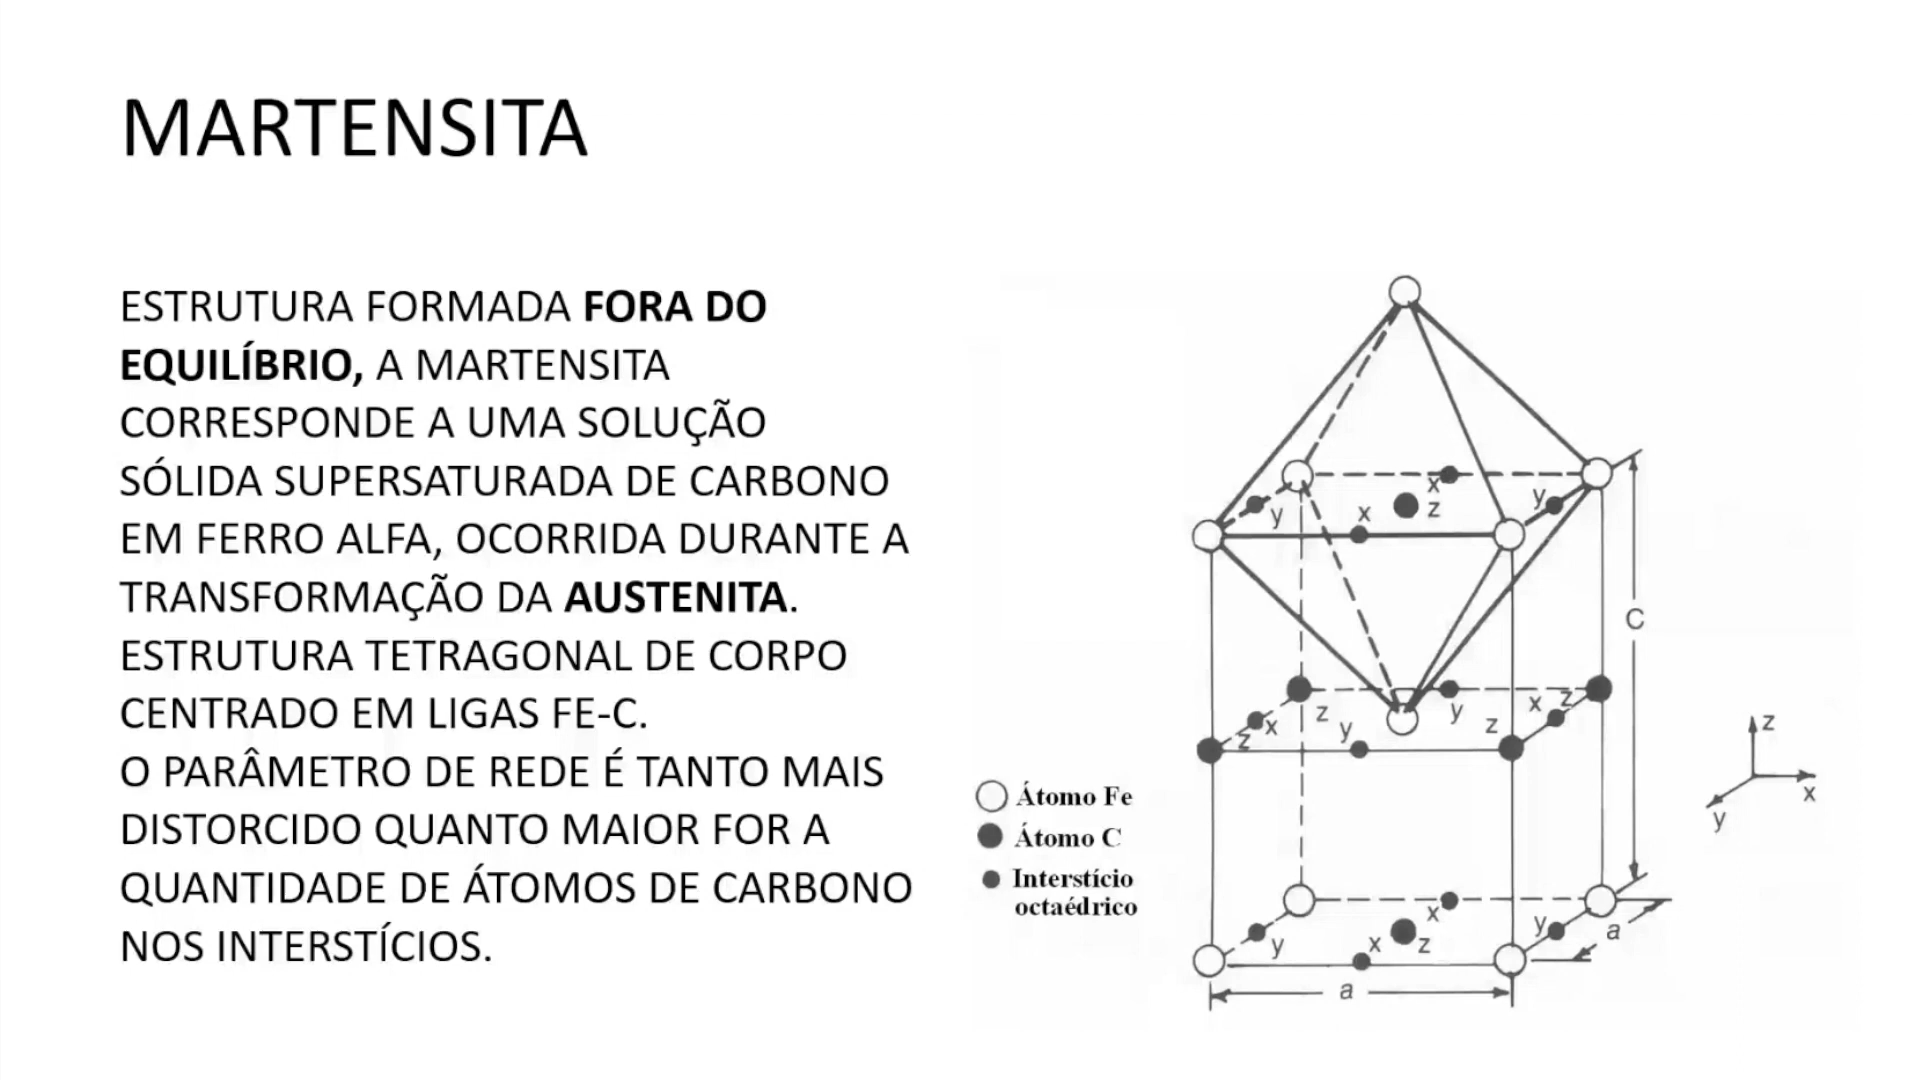 MARTENSITA
ESTRUTURA FORMADA FORA DO
EQUILÍBRIO, A MARTENSITA
CORRESPONDE A UMA SOLUÇÃO
SÓLIDA SUPERSATURADA DE CARBONO
EM FERRO ALFA, OCORRIDA DURANTE A
TRANSFORMAÇÃO DA AUSTENITA.
ESTRUTURA TETRAGONAL DE CORPO
CENTRADO EM LIGAS FE-C.
O PARÂMETRO DE REDE É TANTO MAIS
DISTORCIDO QUANTO MAIOR FOR A
QUANTIDADE DE ÁTOMOS DE CARBONO
NOS INTERSTÍCIOS.
x
y x z y
C
z y y z x z
z x
z
x
y
Átomo Fe
Átomo C
Interstício
octaédrico
x
y x z y a
a